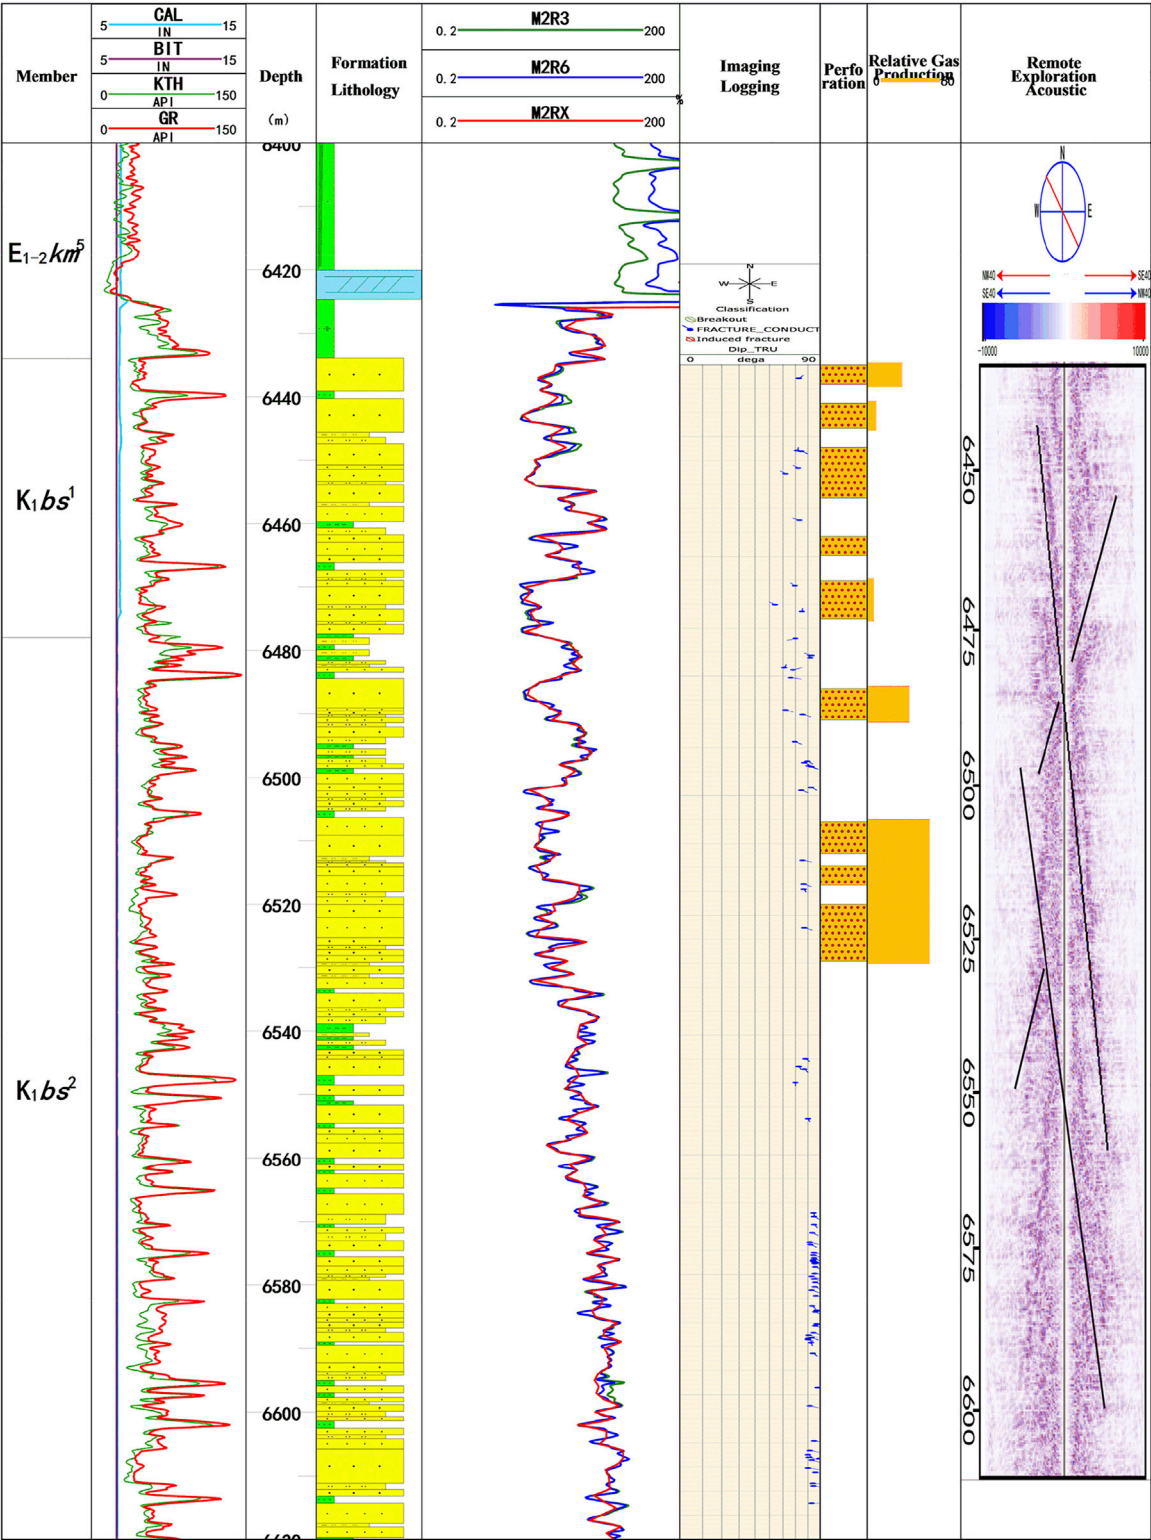 Member
5 CAL 15
IN
5 BIT 15
IN
0 KTH 150
API
0 GR 150
API
Depth
(m)
Formation
Lithology
M2R3
0.2 200
M2R6
0.2 200
M2RX
0.2 200
%
Imaging
Logging
Perfo
ration
Relative Gas
Production
0 80
Remote
Exploration
Acoustic
6400
6420
6440
6460
6480
6500
6520
6540
6560
6580
6600
6620
E₁₋₂km⁵
K₁bs¹
K₁bs²
N
W E
S
Classification
Breakout
FRACTURE_CONDUCT
Induced fracture
Dip_TRU
0 dega 90
N
W E
NW40 SE40
SE40 NW40
-10000 10000
6450
6475
6500
6525
6550
6575
6600